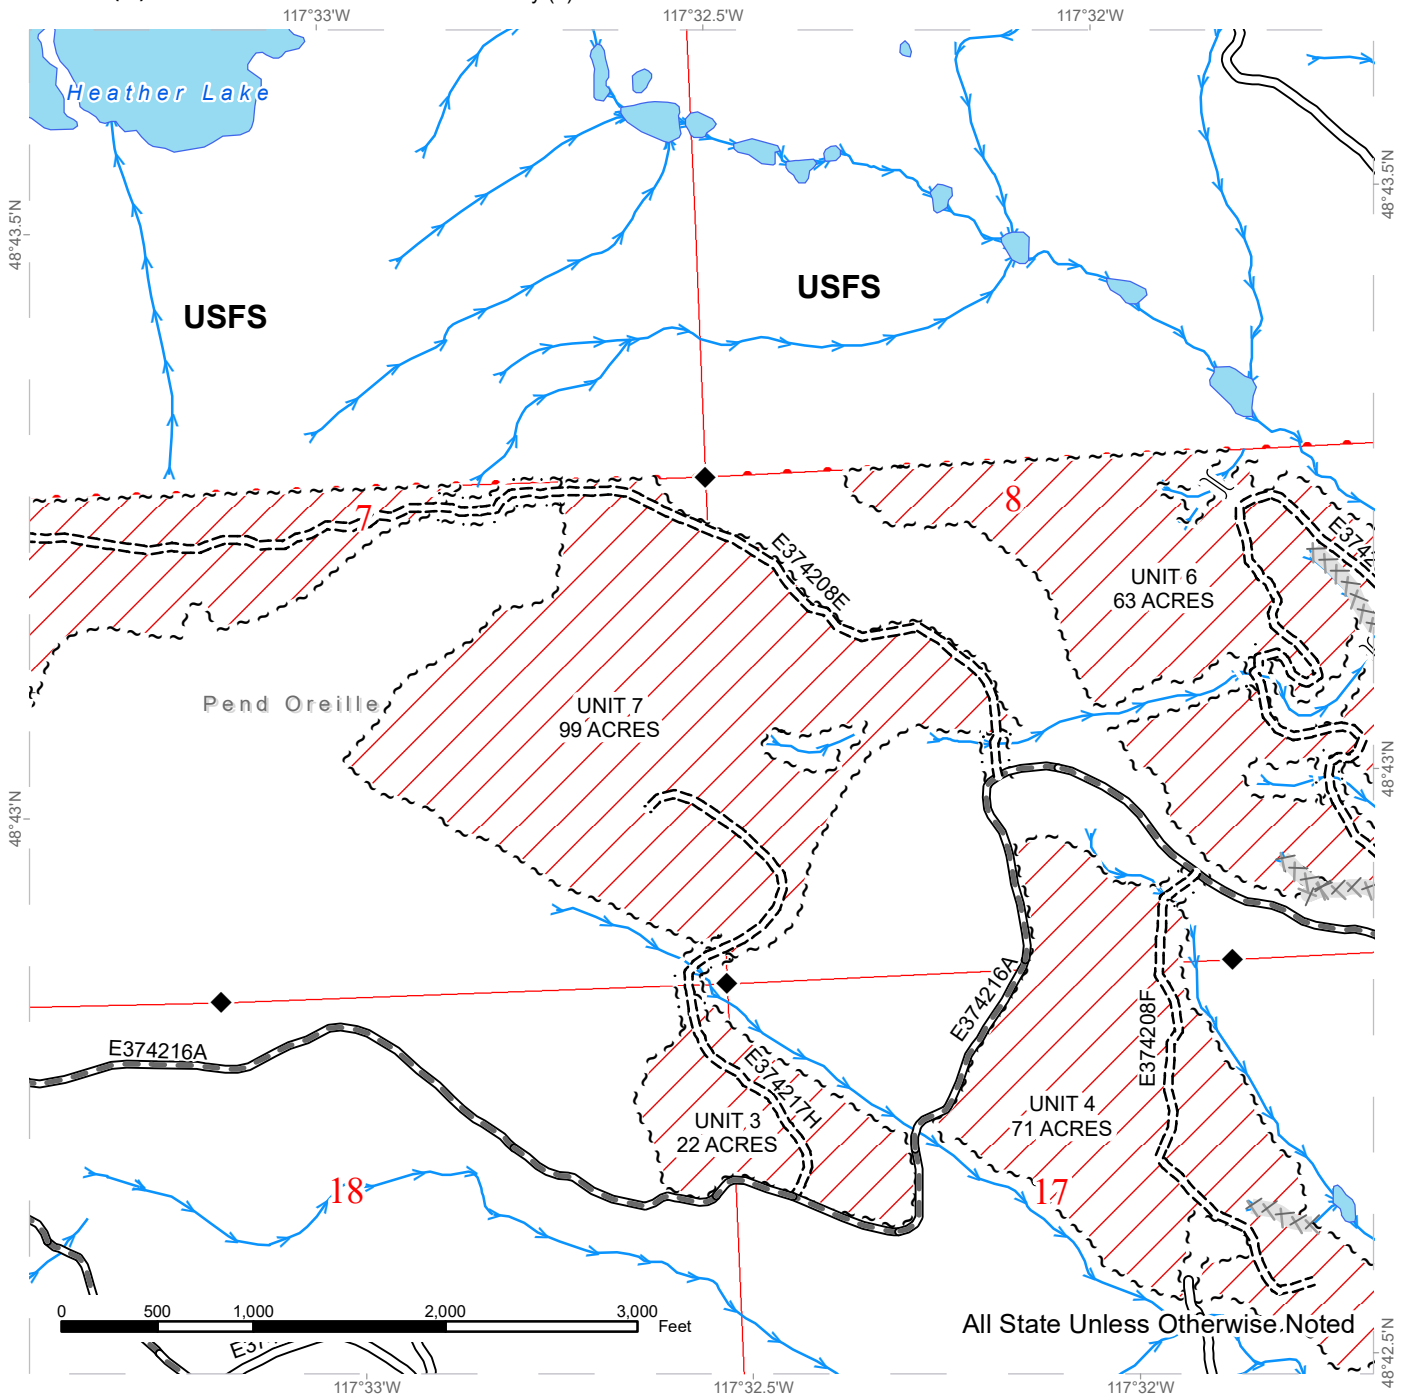 117°33'W
117°32.5'W
117°32'W
Heather Lake
48°43.5'N
48°43.5'N
USFS
USFS
7
8
E374208E
UNIT 6
63 ACRES
Pend Oreille
UNIT 7
99 ACRES
48°43'N
48°43'N
E374216A
E374216A
E374208F
E374217H
UNIT 3
22 ACRES
UNIT 4
71 ACRES
18
17
0 500 1,000 2,000 3,000
Feet
All State Unless Otherwise Noted
48°42.5'N
117°33'W
117°32.5'W
117°32'W